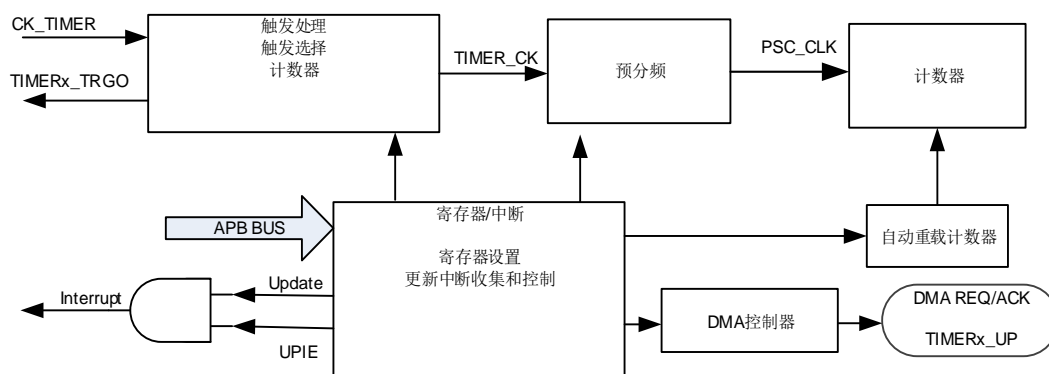 CK_TIMER
TIMERx_TRGO
触发处理
触发选择
计数器
TIMER_CK
预分频
PSC_CLK
计数器
APB BUS
寄存器/中断
寄存器设置
更新中断收集和控制
自动重载计数器
Interrupt
Update
UPIE
DMA控制器
DMA REQ/ACK
TIMERx_UP